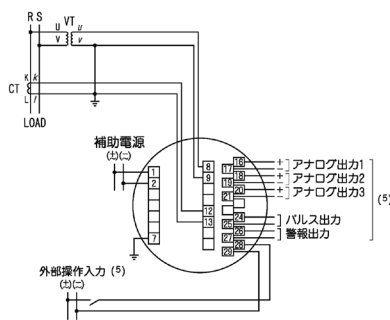 R S
VT
U u
V v
K k
CT
L l
LOAD
補助電源
(+) (−)
1
2
7
8
9
12
13
16
17
18
19
20
21
24
25
26
27
28
29
+ アナログ出力1
+ アナログ出力2
+ アナログ出力3
(5)
パルス出力
警報出力
外部操作入力 (5)
(+) (−)